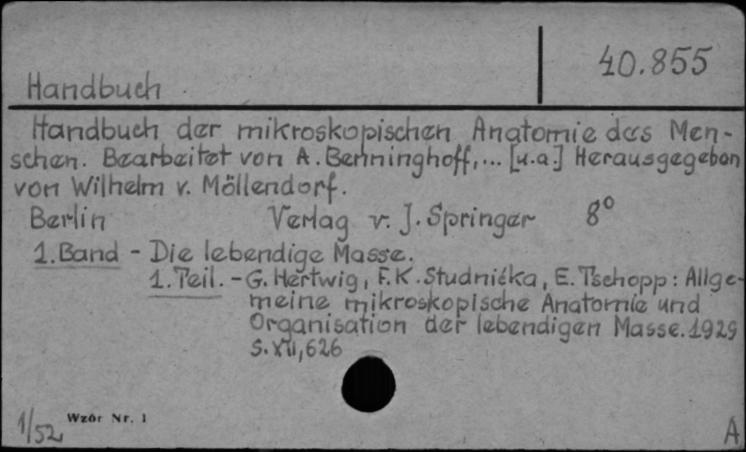 40.855
Handbuch
Handbuch der mikroskopischen Anatomie des Men-
schen. Bearbeitet von A. Benninghoff,... [u.a.] Herausgegeben
von Wilhelm v. Möllendorf.
Berlin Verlag v. J. Springer 8°
1. Band - Die lebendige Masse.
1. Teil. - G. Hertwig, F.K. Studnička, E. Tschopp: Allge-
meine mikroskopische Anatomie und
Organisation der lebendigen Masse. 1929
S. XII, 626
1/52 Wzór Nr. 1 A